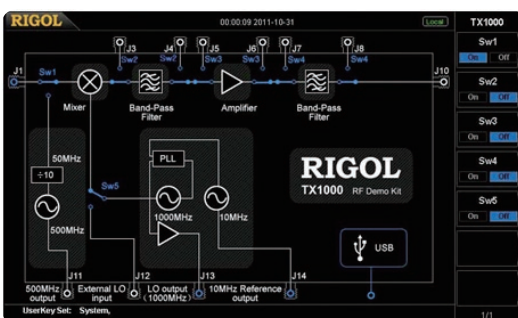 RIGOL 00:00:09 2011-10-31 Local TX1000
J3 J4 J5 J6 J7 J8
Sw2 Sw2 Sw3 Sw3 Sw4 Sw4
J1 Sw1 J10
Mixer Band-Pass Filter Amplifier Band-Pass Filter
50MHz
÷10
500MHz
Sw5
PLL
1000MHz 10MHz
RIGOL
TX1000 RF Demo Kit
USB
J11 J12 J13 J14
500MHz output External LO input LO output (1000MHz) 10MHz Reference output
UserKey Set: System,
Sw1
On Off
Sw2
On Off
Sw3
On Off
Sw4
On Off
Sw5
On Off
1/1